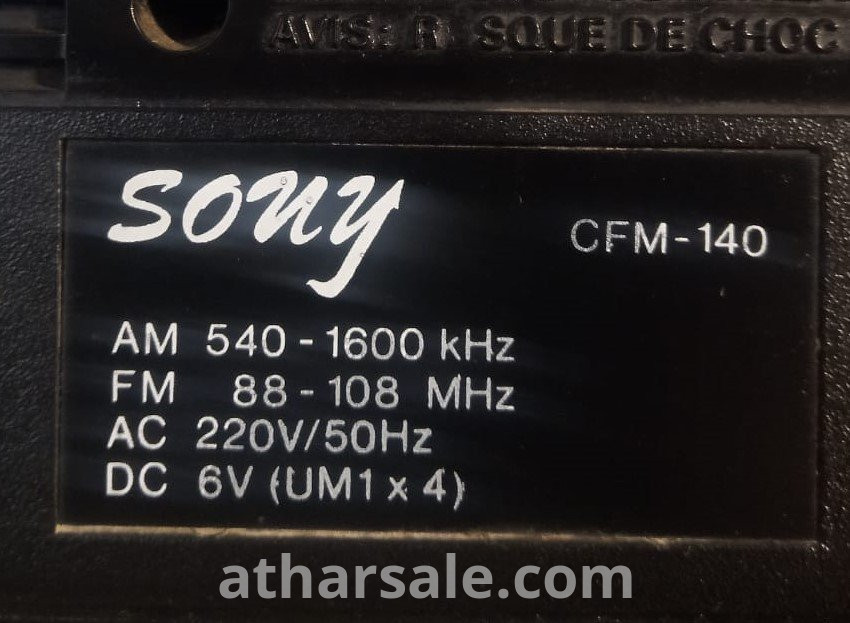 AVIS: R SQUE DE CHOC
SONY
CFM-140
AM 540 - 1600 kHz
FM 88 - 108 MHz
AC 220V/50Hz
DC 6V (UM1 x 4)
atharsale.com